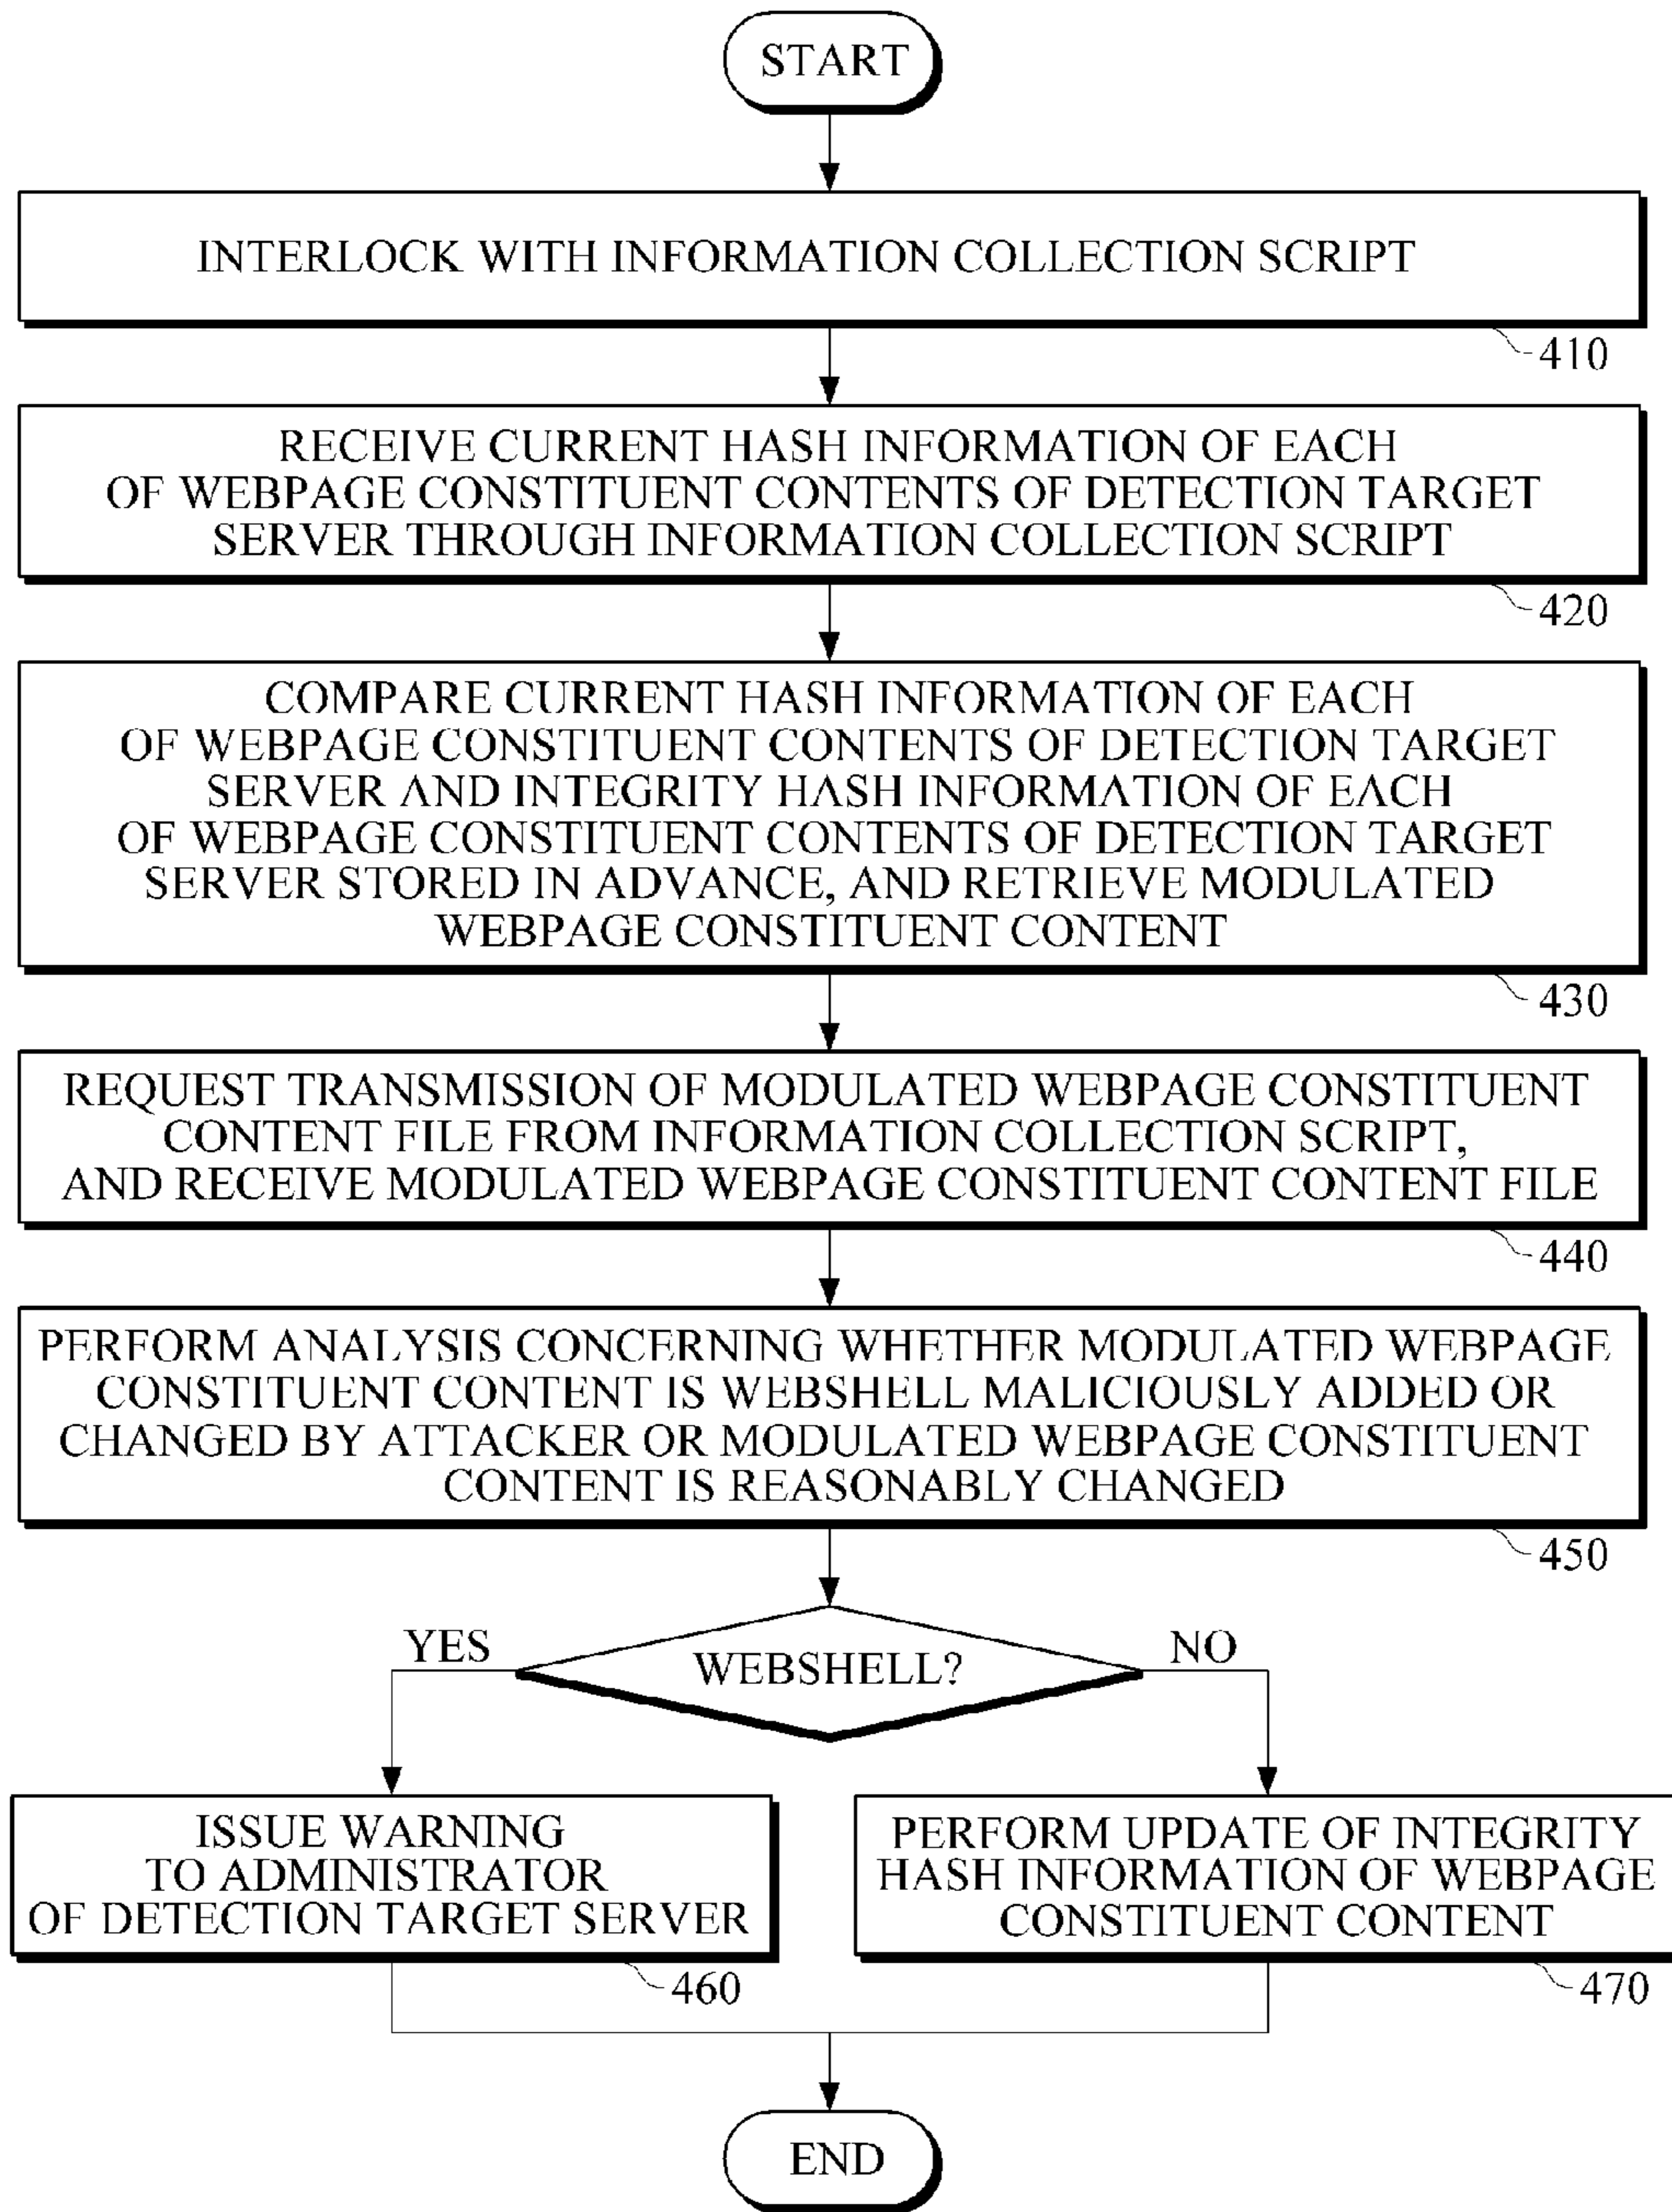 START
INTERLOCK WITH INFORMATION COLLECTION SCRIPT
410
RECEIVE CURRENT HASH INFORMATION OF EACH
OF WEBPAGE CONSTITUENT CONTENTS OF DETECTION TARGET
SERVER THROUGH INFORMATION COLLECTION SCRIPT
420
COMPARE CURRENT HASH INFORMATION OF EACH
OF WEBPAGE CONSTITUENT CONTENTS OF DETECTION TARGET
SERVER AND INTEGRITY HASH INFORMATION OF EACH
OF WEBPAGE CONSTITUENT CONTENTS OF DETECTION TARGET
SERVER STORED IN ADVANCE, AND RETRIEVE MODULATED
WEBPAGE CONSTITUENT CONTENT
430
REQUEST TRANSMISSION OF MODULATED WEBPAGE CONSTITUENT
CONTENT FILE FROM INFORMATION COLLECTION SCRIPT,
AND RECEIVE MODULATED WEBPAGE CONSTITUENT CONTENT FILE
440
PERFORM ANALYSIS CONCERNING WHETHER MODULATED WEBPAGE
CONSTITUENT CONTENT IS WEBSHELL MALICIOUSLY ADDED OR
CHANGED BY ATTACKER OR MODULATED WEBPAGE CONSTITUENT
CONTENT IS REASONABLY CHANGED
450
YES
WEBSHELL?
NO
ISSUE WARNING
TO ADMINISTRATOR
OF DETECTION TARGET SERVER
460
PERFORM UPDATE OF INTEGRITY
HASH INFORMATION OF WEBPAGE
CONSTITUENT CONTENT
470
END